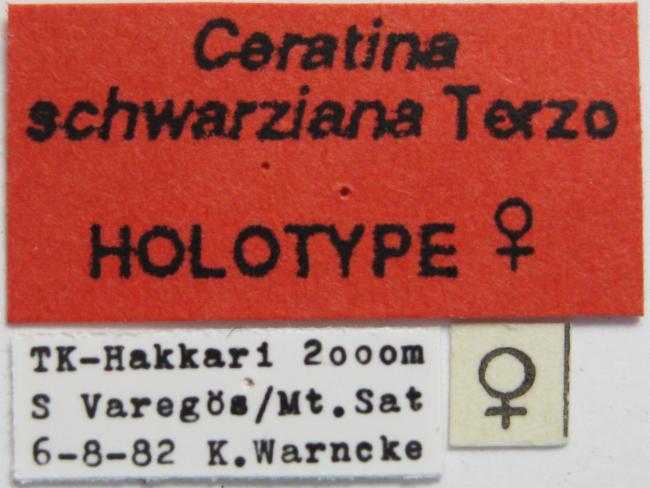 Ceratina
schwarziana Terzo
HOLOTYPE ♀
TK-Hakkari 2ooom
S Varegös/Mt.Sat
6-8-82 K.Warncke
♀